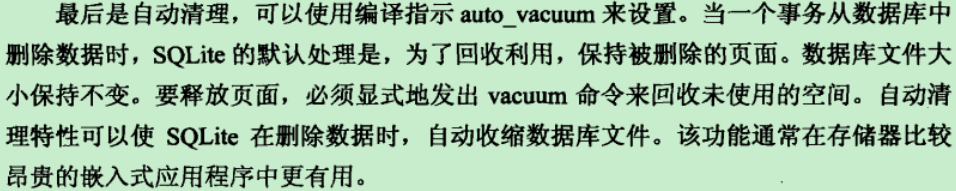 最后是自动清理，可以使用编译指示 auto_vacuum 来设置。当一个事务从数据库中
删除数据时，SQLite 的默认处理是，为了回收利用，保持被删除的页面。数据库文件大
小保持不变。要释放页面，必须显式地发出 vacuum 命令来回收未使用的空间。自动清
理特性可以使 SQLite 在删除数据时，自动收缩数据库文件。该功能通常在存储器比较
昂贵的嵌入式应用程序中更有用。